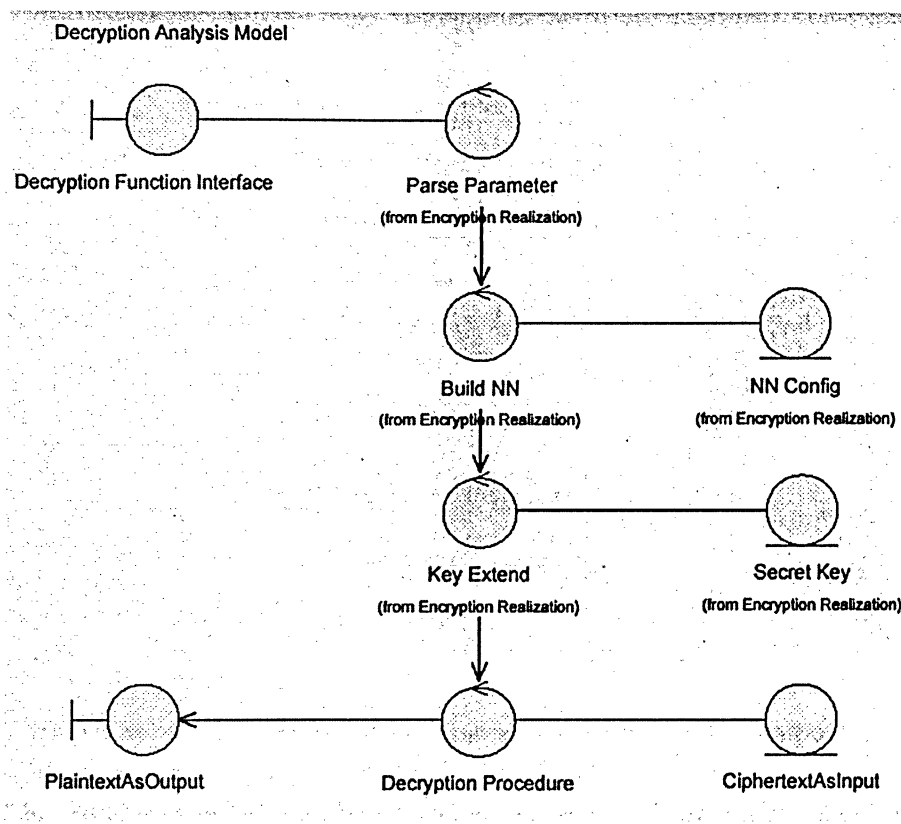 Decryption Analysis Model
Decryption Function Interface
Parse Parameter
(from Encryption Realization)
Build NN
(from Encryption Realization)
NN Config
(from Encryption Realization)
Key Extend
(from Encryption Realization)
Secret Key
(from Encryption Realization)
PlaintextAsOutput
Decryption Procedure
CiphertextAsInput